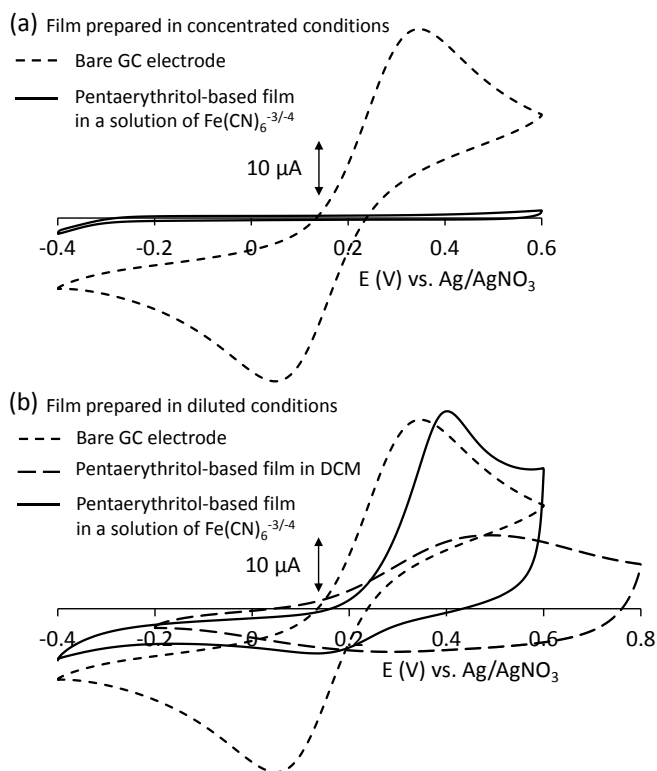 (a) Film prepared in concentrated conditions
Bare GC electrode
Pentaerythritol-based film
in a solution of Fe(CN)₆⁻³/⁻⁴
10 µA
-0.4 -0.2 0 0.2 0.4 0.6
E (V) vs. Ag/AgNO₃
(b) Film prepared in diluted conditions
Bare GC electrode
Pentaerythritol-based film in DCM
Pentaerythritol-based film
in a solution of Fe(CN)₆⁻³/⁻⁴
10 µA
-0.4 -0.2 0 0.2 0.4 0.6 0.8
E (V) vs. Ag/AgNO₃